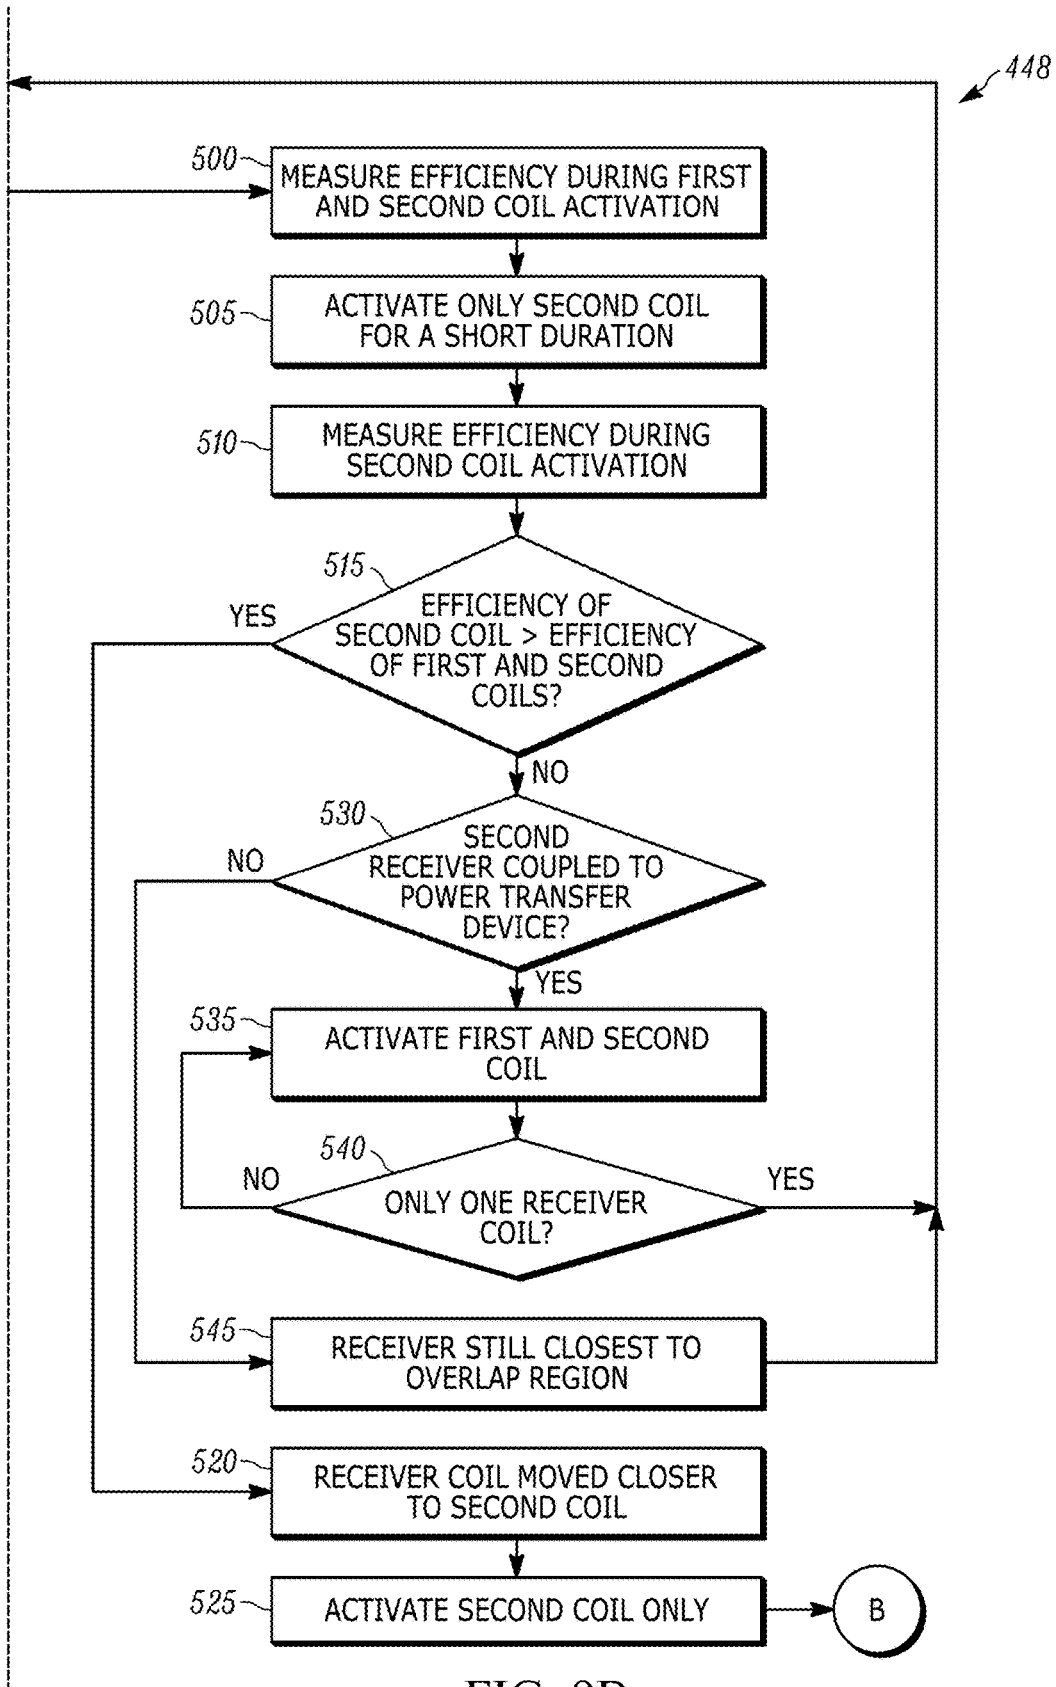 448
500
MEASURE EFFICIENCY DURING FIRST
AND SECOND COIL ACTIVATION
505
ACTIVATE ONLY SECOND COIL
FOR A SHORT DURATION
510
MEASURE EFFICIENCY DURING
SECOND COIL ACTIVATION
515
YES
EFFICIENCY OF
SECOND COIL > EFFICIENCY
OF FIRST AND SECOND
COILS?
NO
530
NO
SECOND
RECEIVER COUPLED TO
POWER TRANSFER
DEVICE?
YES
535
ACTIVATE FIRST AND SECOND
COIL
540
NO
YES
ONLY ONE RECEIVER
COIL?
545
RECEIVER STILL CLOSEST TO
OVERLAP REGION
520
RECEIVER COIL MOVED CLOSER
TO SECOND COIL
525
ACTIVATE SECOND COIL ONLY
B